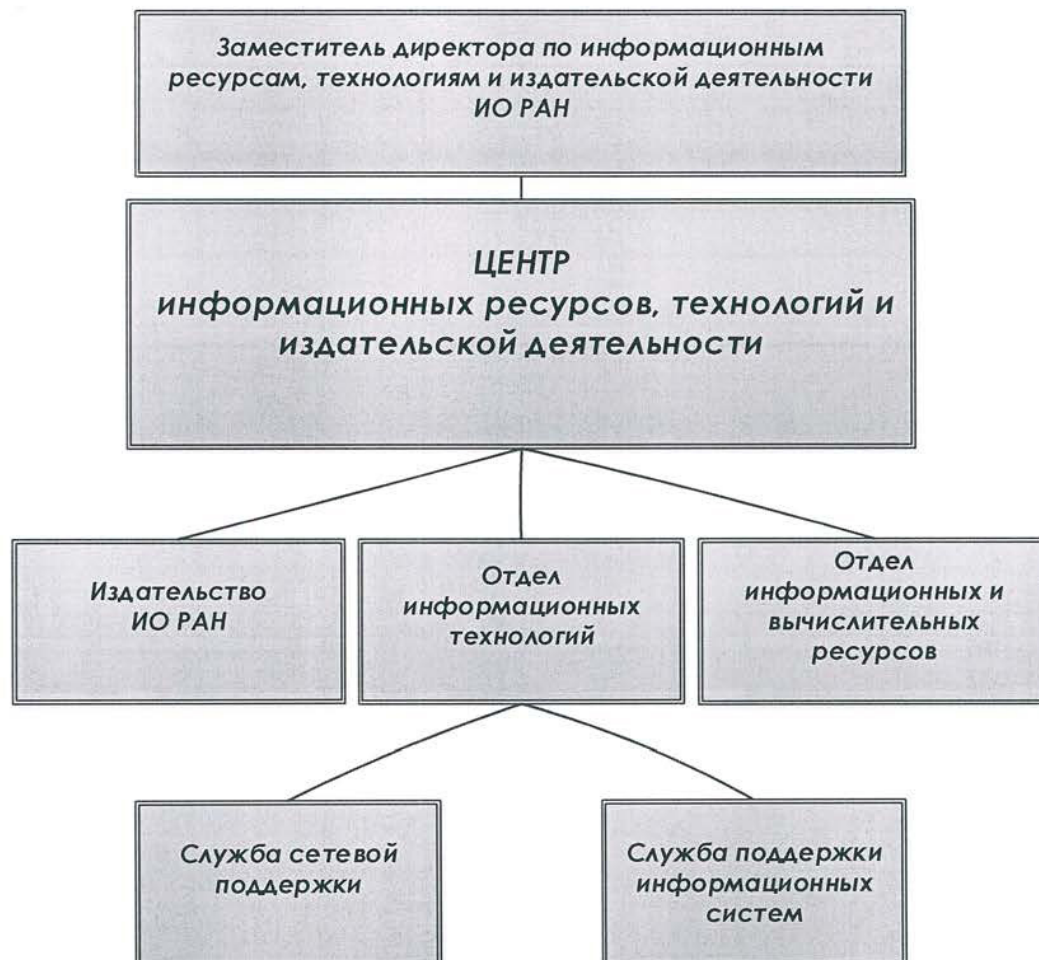 Заместитель директора по информационным
ресурсам, технологиям и издательской деятельности
ИО РАН
ЦЕНТР
информационных ресурсов, технологий и
издательской деятельности
Издательство
ИО РАН
Отдел
информационных
технологий
Отдел
информационных и
вычислительных
ресурсов
Служба сетевой
поддержки
Служба поддержки
информационных
систем